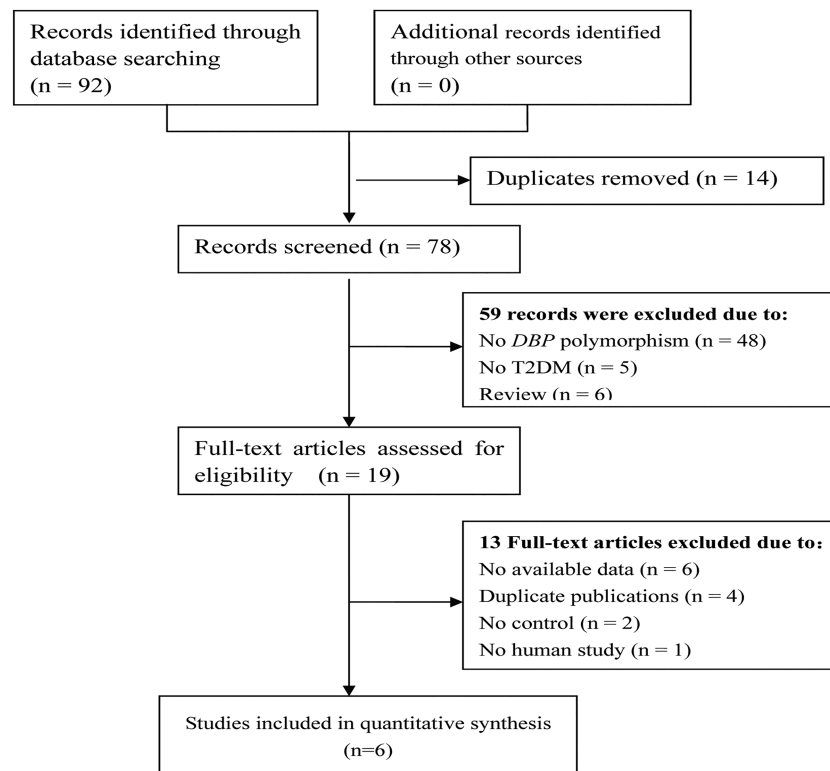 Records identified through
database searching
(n = 92)
Additional records identified
through other sources
(n = 0)
Duplicates removed (n = 14)
Records screened (n = 78)
59 records were excluded due to:
No DBP polymorphism (n = 48)
No T2DM (n = 5)
Review (n = 6)
Full-text articles assessed for
eligibility (n = 19)
13 Full-text articles excluded due to:
No available data (n = 6)
Duplicate publications (n = 4)
No control (n = 2)
No human study (n = 1)
Studies included in quantitative synthesis
(n=6)